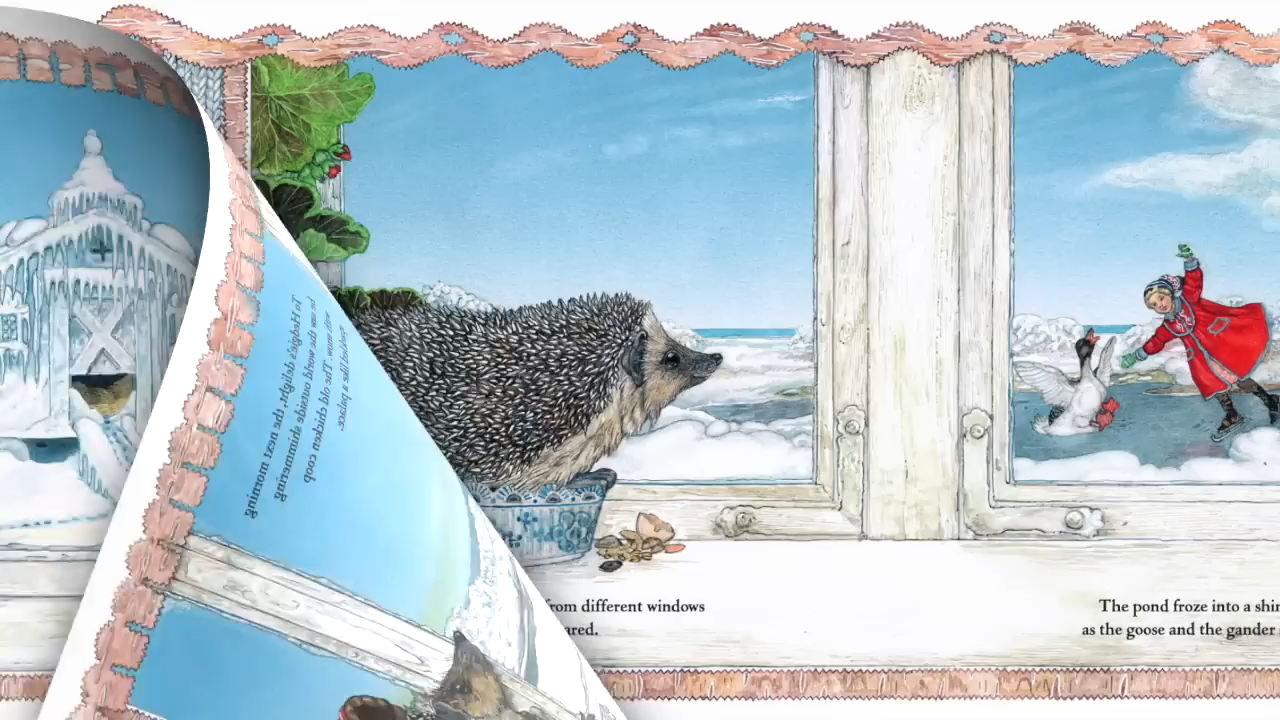 To Hedgie's delight, the next morning
he saw the world outside shimmering
with snow. The old chicken coop
sparkled like a palace.
from different windows
ared.
The pond froze into a shin
as the goose and the gander